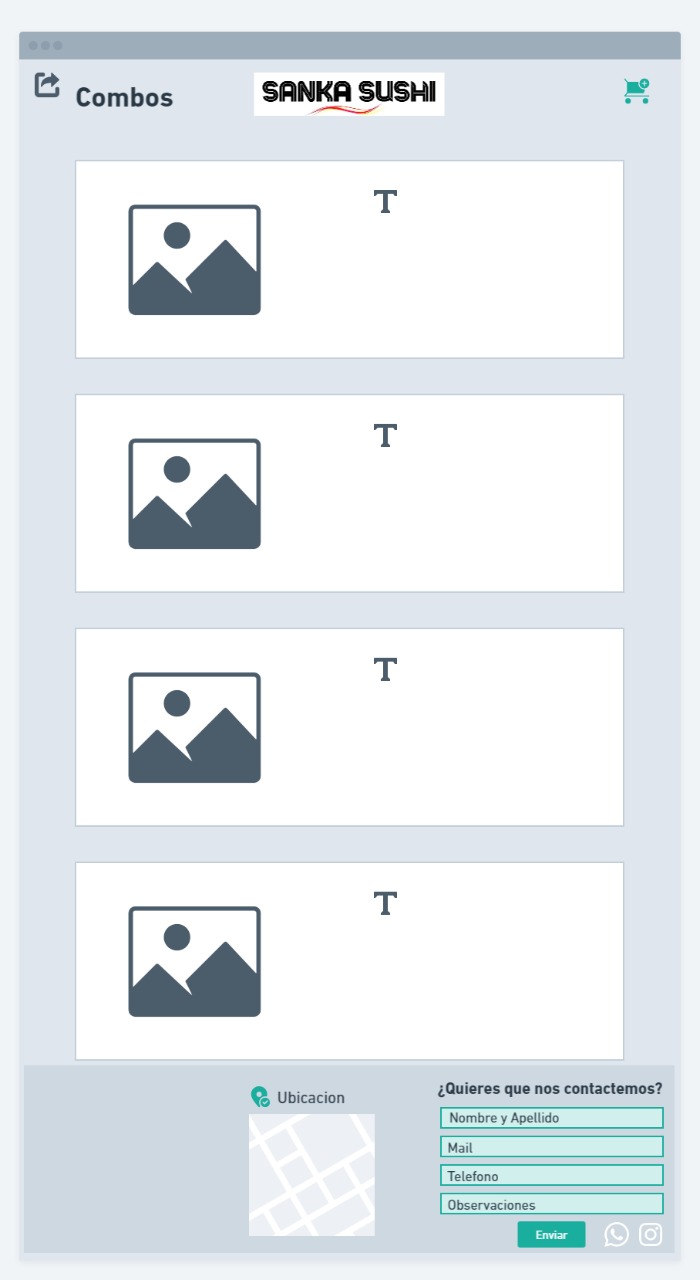 Combos
SANKA SUSHI
T
T
T
T
Ubicacion
¿Quieres que nos contactemos?
Nombre y Apellido
Mail
Telefono
Observaciones
Enviar